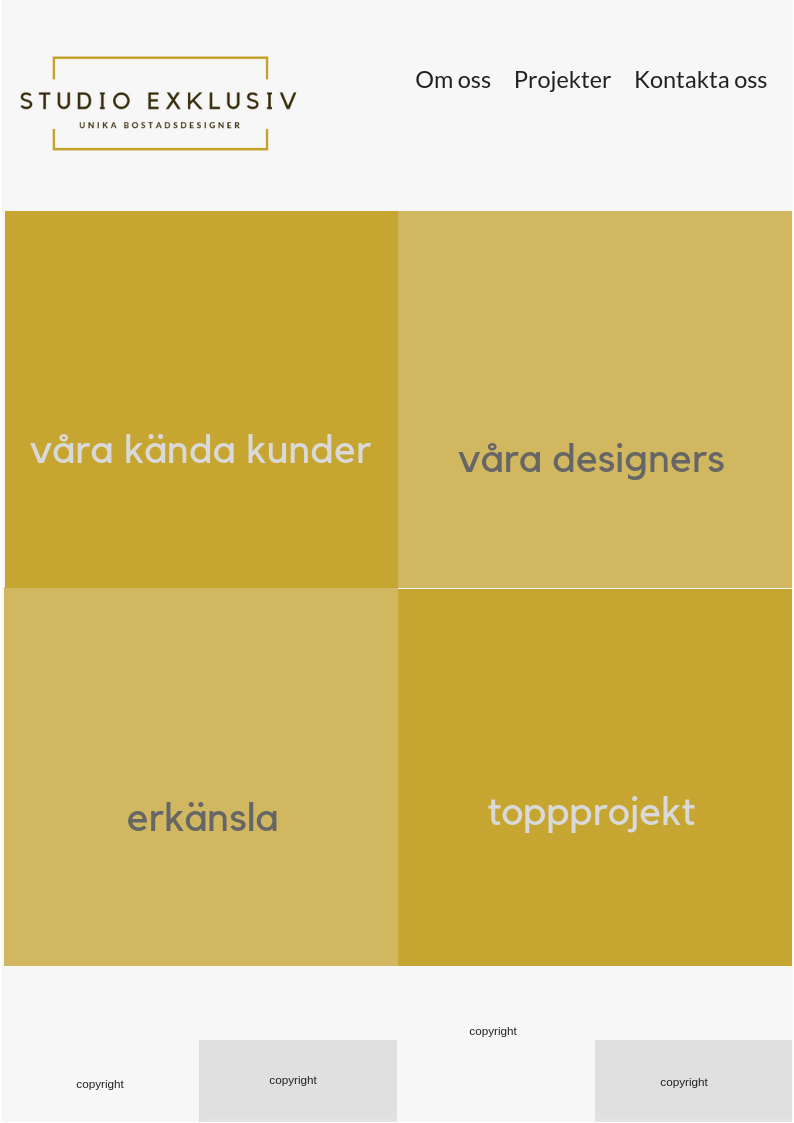 STUDIO EXKLUSIV
UNIKA BOSTADSDESIGNER
Om oss Projekter Kontakta oss
våra kända kunder
våra designers
erkänsla
toppprojekt
copyright
copyright
copyright
copyright